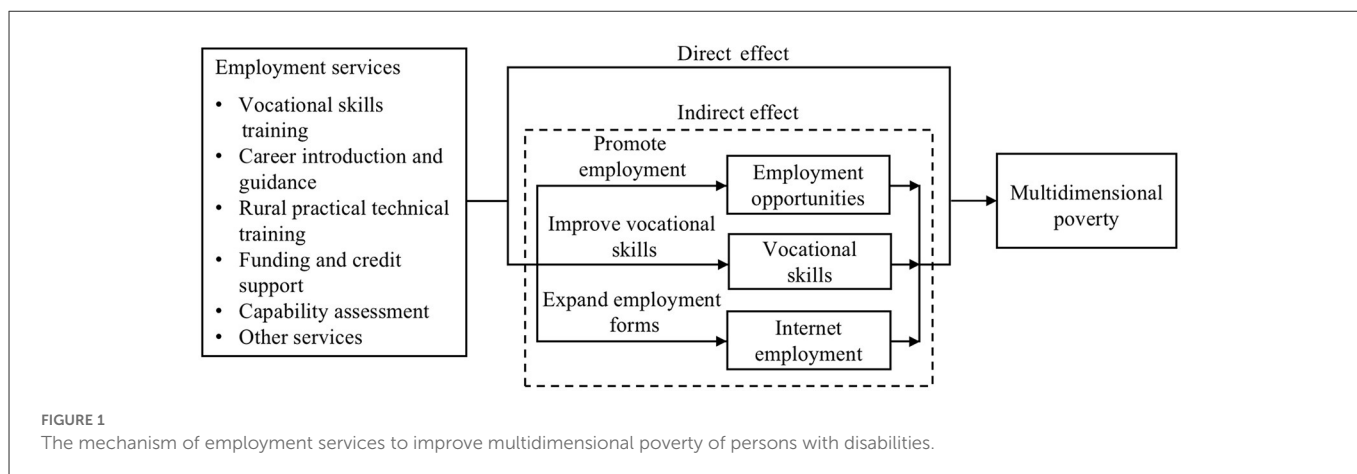 Employment services
• Vocational skills
training
• Career introduction and
guidance
• Rural practical technical
training
• Funding and credit
support
• Capability assessment
• Other services
Direct effect
Indirect effect
Promote
employment
Employment
opportunities
Improve vocational
skills
Vocational
skills
Expand employment
forms
Internet
employment
Multidimensional
poverty
FIGURE 1
The mechanism of employment services to improve multidimensional poverty of persons with disabilities.